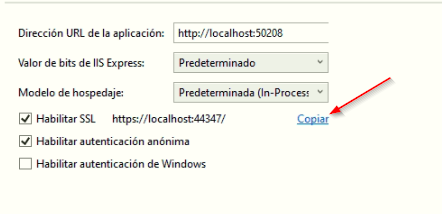 Dirección URL de la aplicación: http://localhost:50208
Valor de bits de IIS Express: Predeterminado
Modelo de hospedaje: Predeterminada (In-Process
Habilitar SSL https://localhost:44347/ Copiar
Habilitar autenticación anónima
Habilitar autenticación de Windows